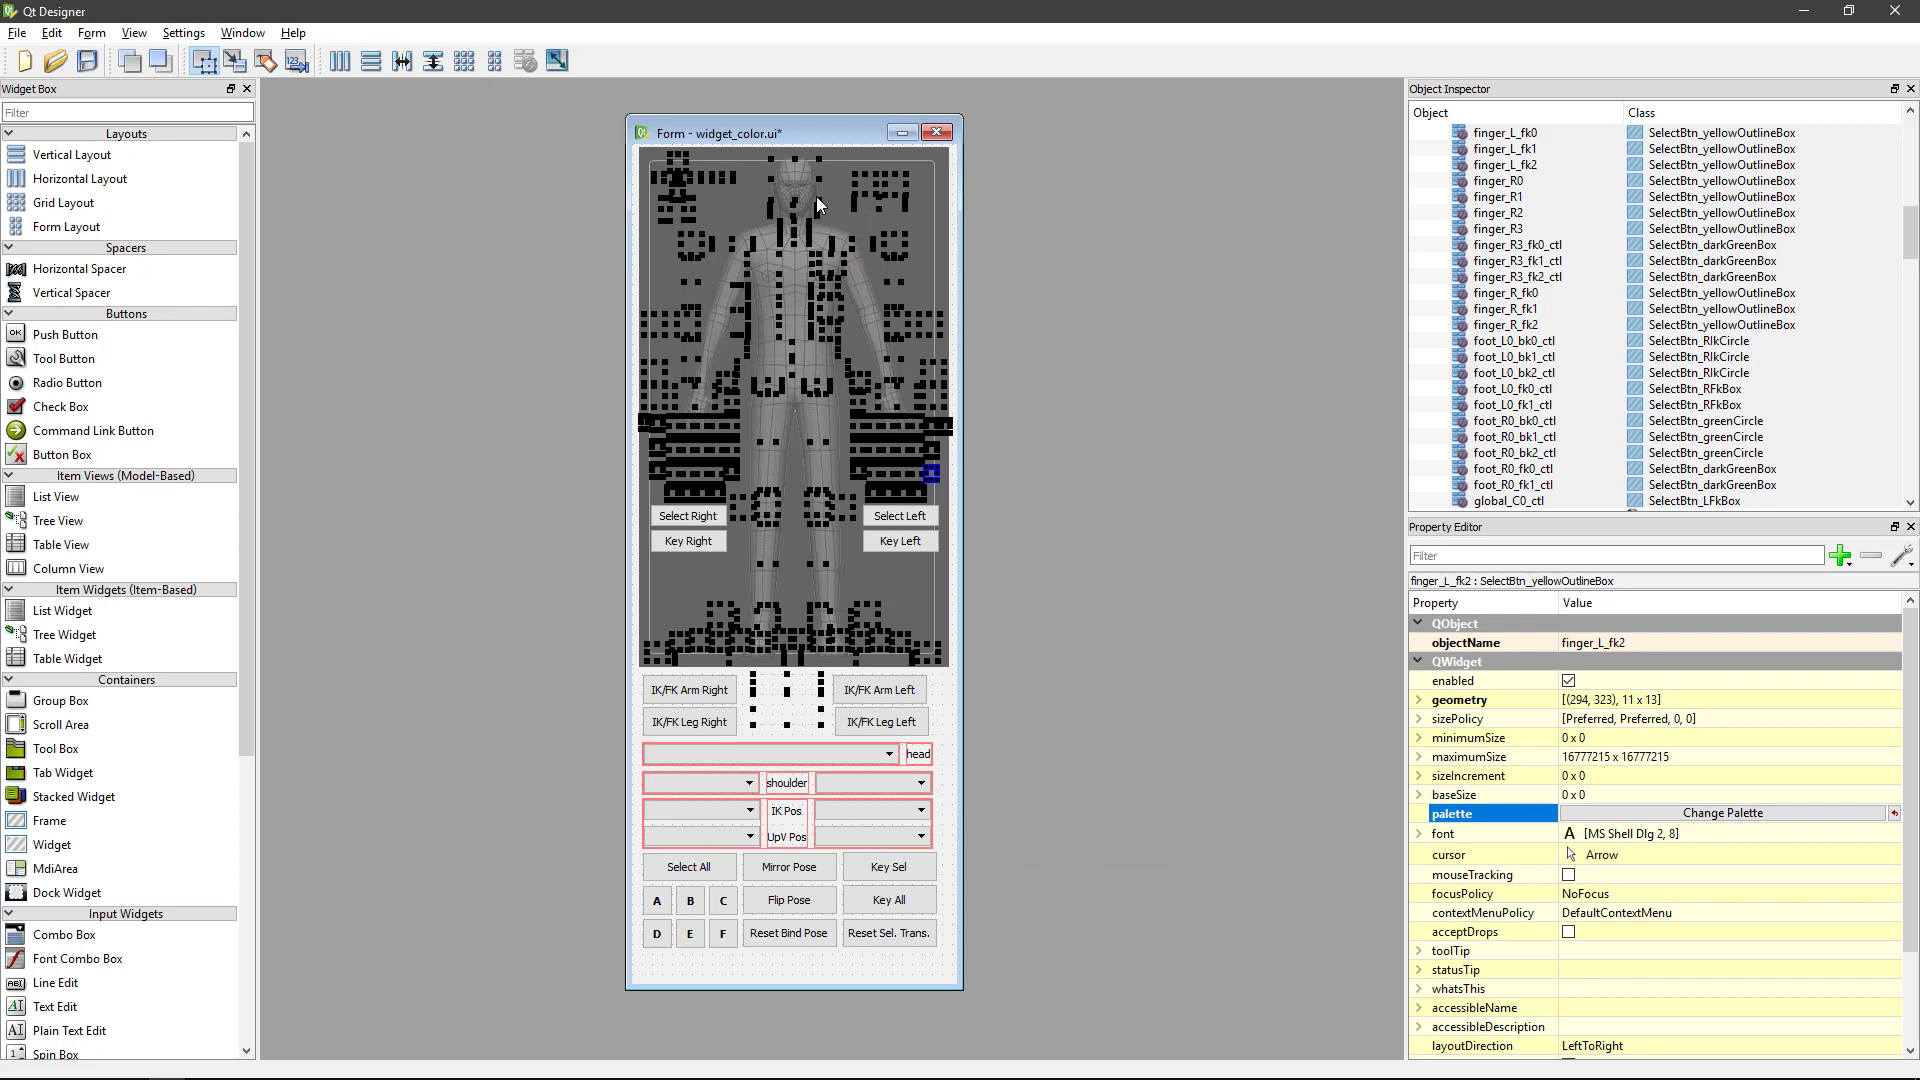 Qt Designer
File Edit Form View Settings Window Help
Widget Box
Filter
Layouts
Vertical Layout
Horizontal Layout
Grid Layout
Form Layout
Spacers
Horizontal Spacer
Vertical Spacer
Buttons
Push Button
Tool Button
Radio Button
Check Box
Command Link Button
Button Box
Item Views (Model-Based)
List View
Tree View
Table View
Column View
Item Widgets (Item-Based)
List Widget
Tree Widget
Table Widget
Containers
Group Box
Scroll Area
Tool Box
Tab Widget
Stacked Widget
Frame
Widget
MdiArea
Dock Widget
Input Widgets
Combo Box
Font Combo Box
Line Edit
Text Edit
Plain Text Edit
Spin Box
Form - widget_color.ui*
Select Right Select Left
Key Right Key Left
IK/FK Arm Right IK/FK Arm Left
IK/FK Leg Right IK/FK Leg Left
head
shoulder
IK Pos
UpV Pos
Select All Mirror Pose Key Sel
A B C Flip Pose Key All
D E F Reset Bind Pose Reset Sel. Trans.
Object Inspector
Object Class
finger_L_fk0 SelectBtn_yellowOutlineBox
finger_L_fk1 SelectBtn_yellowOutlineBox
finger_L_fk2 SelectBtn_yellowOutlineBox
finger_R0 SelectBtn_yellowOutlineBox
finger_R1 SelectBtn_yellowOutlineBox
finger_R2 SelectBtn_yellowOutlineBox
finger_R3 SelectBtn_yellowOutlineBox
finger_R3_fk0_ctl SelectBtn_darkGreenBox
finger_R3_fk1_ctl SelectBtn_darkGreenBox
finger_R3_fk2_ctl SelectBtn_darkGreenBox
finger_R_fk0 SelectBtn_yellowOutlineBox
finger_R_fk1 SelectBtn_yellowOutlineBox
finger_R_fk2 SelectBtn_yellowOutlineBox
foot_L0_bk0_ctl SelectBtn_RIkCircle
foot_L0_bk1_ctl SelectBtn_RIkCircle
foot_L0_bk2_ctl SelectBtn_RIkCircle
foot_L0_fk0_ctl SelectBtn_RFkBox
foot_L0_fk1_ctl SelectBtn_RFkBox
foot_R0_bk0_ctl SelectBtn_greenCircle
foot_R0_bk1_ctl SelectBtn_greenCircle
foot_R0_bk2_ctl SelectBtn_greenCircle
foot_R0_fk0_ctl SelectBtn_darkGreenBox
foot_R0_fk1_ctl SelectBtn_darkGreenBox
global_C0_ctl SelectBtn_LFkBox
Property Editor
Filter
finger_L_fk2 : SelectBtn_yellowOutlineBox
Property Value
QObject
objectName finger_L_fk2
QWidget
enabled
geometry [(294, 323), 11 x 13]
sizePolicy [Preferred, Preferred, 0, 0]
minimumSize 0 x 0
maximumSize 16777215 x 16777215
sizeIncrement 0 x 0
baseSize 0 x 0
palette Change Palette
font A [MS Shell Dlg 2, 8]
cursor Arrow
mouseTracking
focusPolicy NoFocus
contextMenuPolicy DefaultContextMenu
acceptDrops
toolTip
statusTip
whatsThis
accessibleName
accessibleDescription
layoutDirection LeftToRight